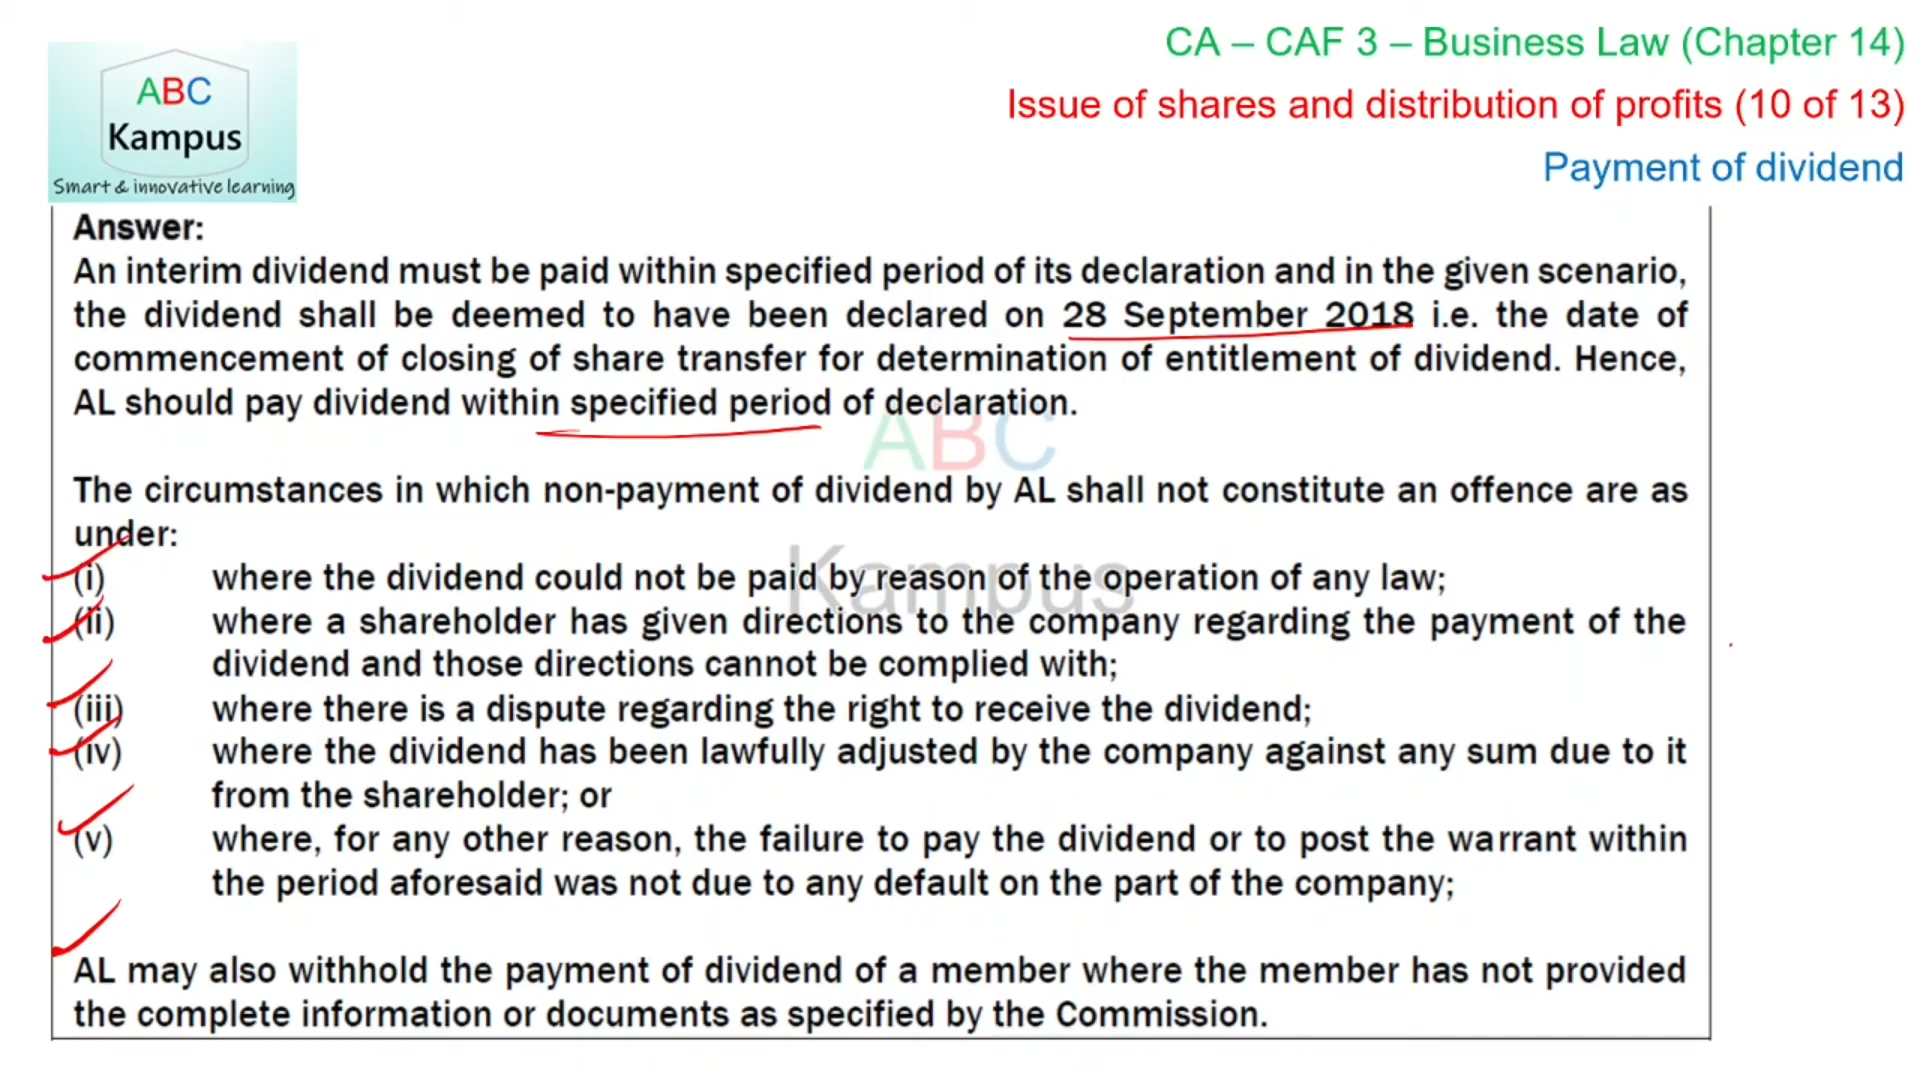 ABC
Kampus
Smart & innovative learning
CA – CAF 3 – Business Law (Chapter 14)
Issue of shares and distribution of profits (10 of 13)
Payment of dividend
Answer:
An interim dividend must be paid within specified period of its declaration and in the given scenario,
the dividend shall be deemed to have been declared on 28 September 2018 i.e. the date of
commencement of closing of share transfer for determination of entitlement of dividend. Hence,
AL should pay dividend within specified period of declaration.
ABC
The circumstances in which non-payment of dividend by AL shall not constitute an offence are as
under:
Kampus
(i) where the dividend could not be paid by reason of the operation of any law;
(ii) where a shareholder has given directions to the company regarding the payment of the
dividend and those directions cannot be complied with;
(iii) where there is a dispute regarding the right to receive the dividend;
(iv) where the dividend has been lawfully adjusted by the company against any sum due to it
from the shareholder; or
(v) where, for any other reason, the failure to pay the dividend or to post the warrant within
the period aforesaid was not due to any default on the part of the company;
AL may also withhold the payment of dividend of a member where the member has not provided
the complete information or documents as specified by the Commission.